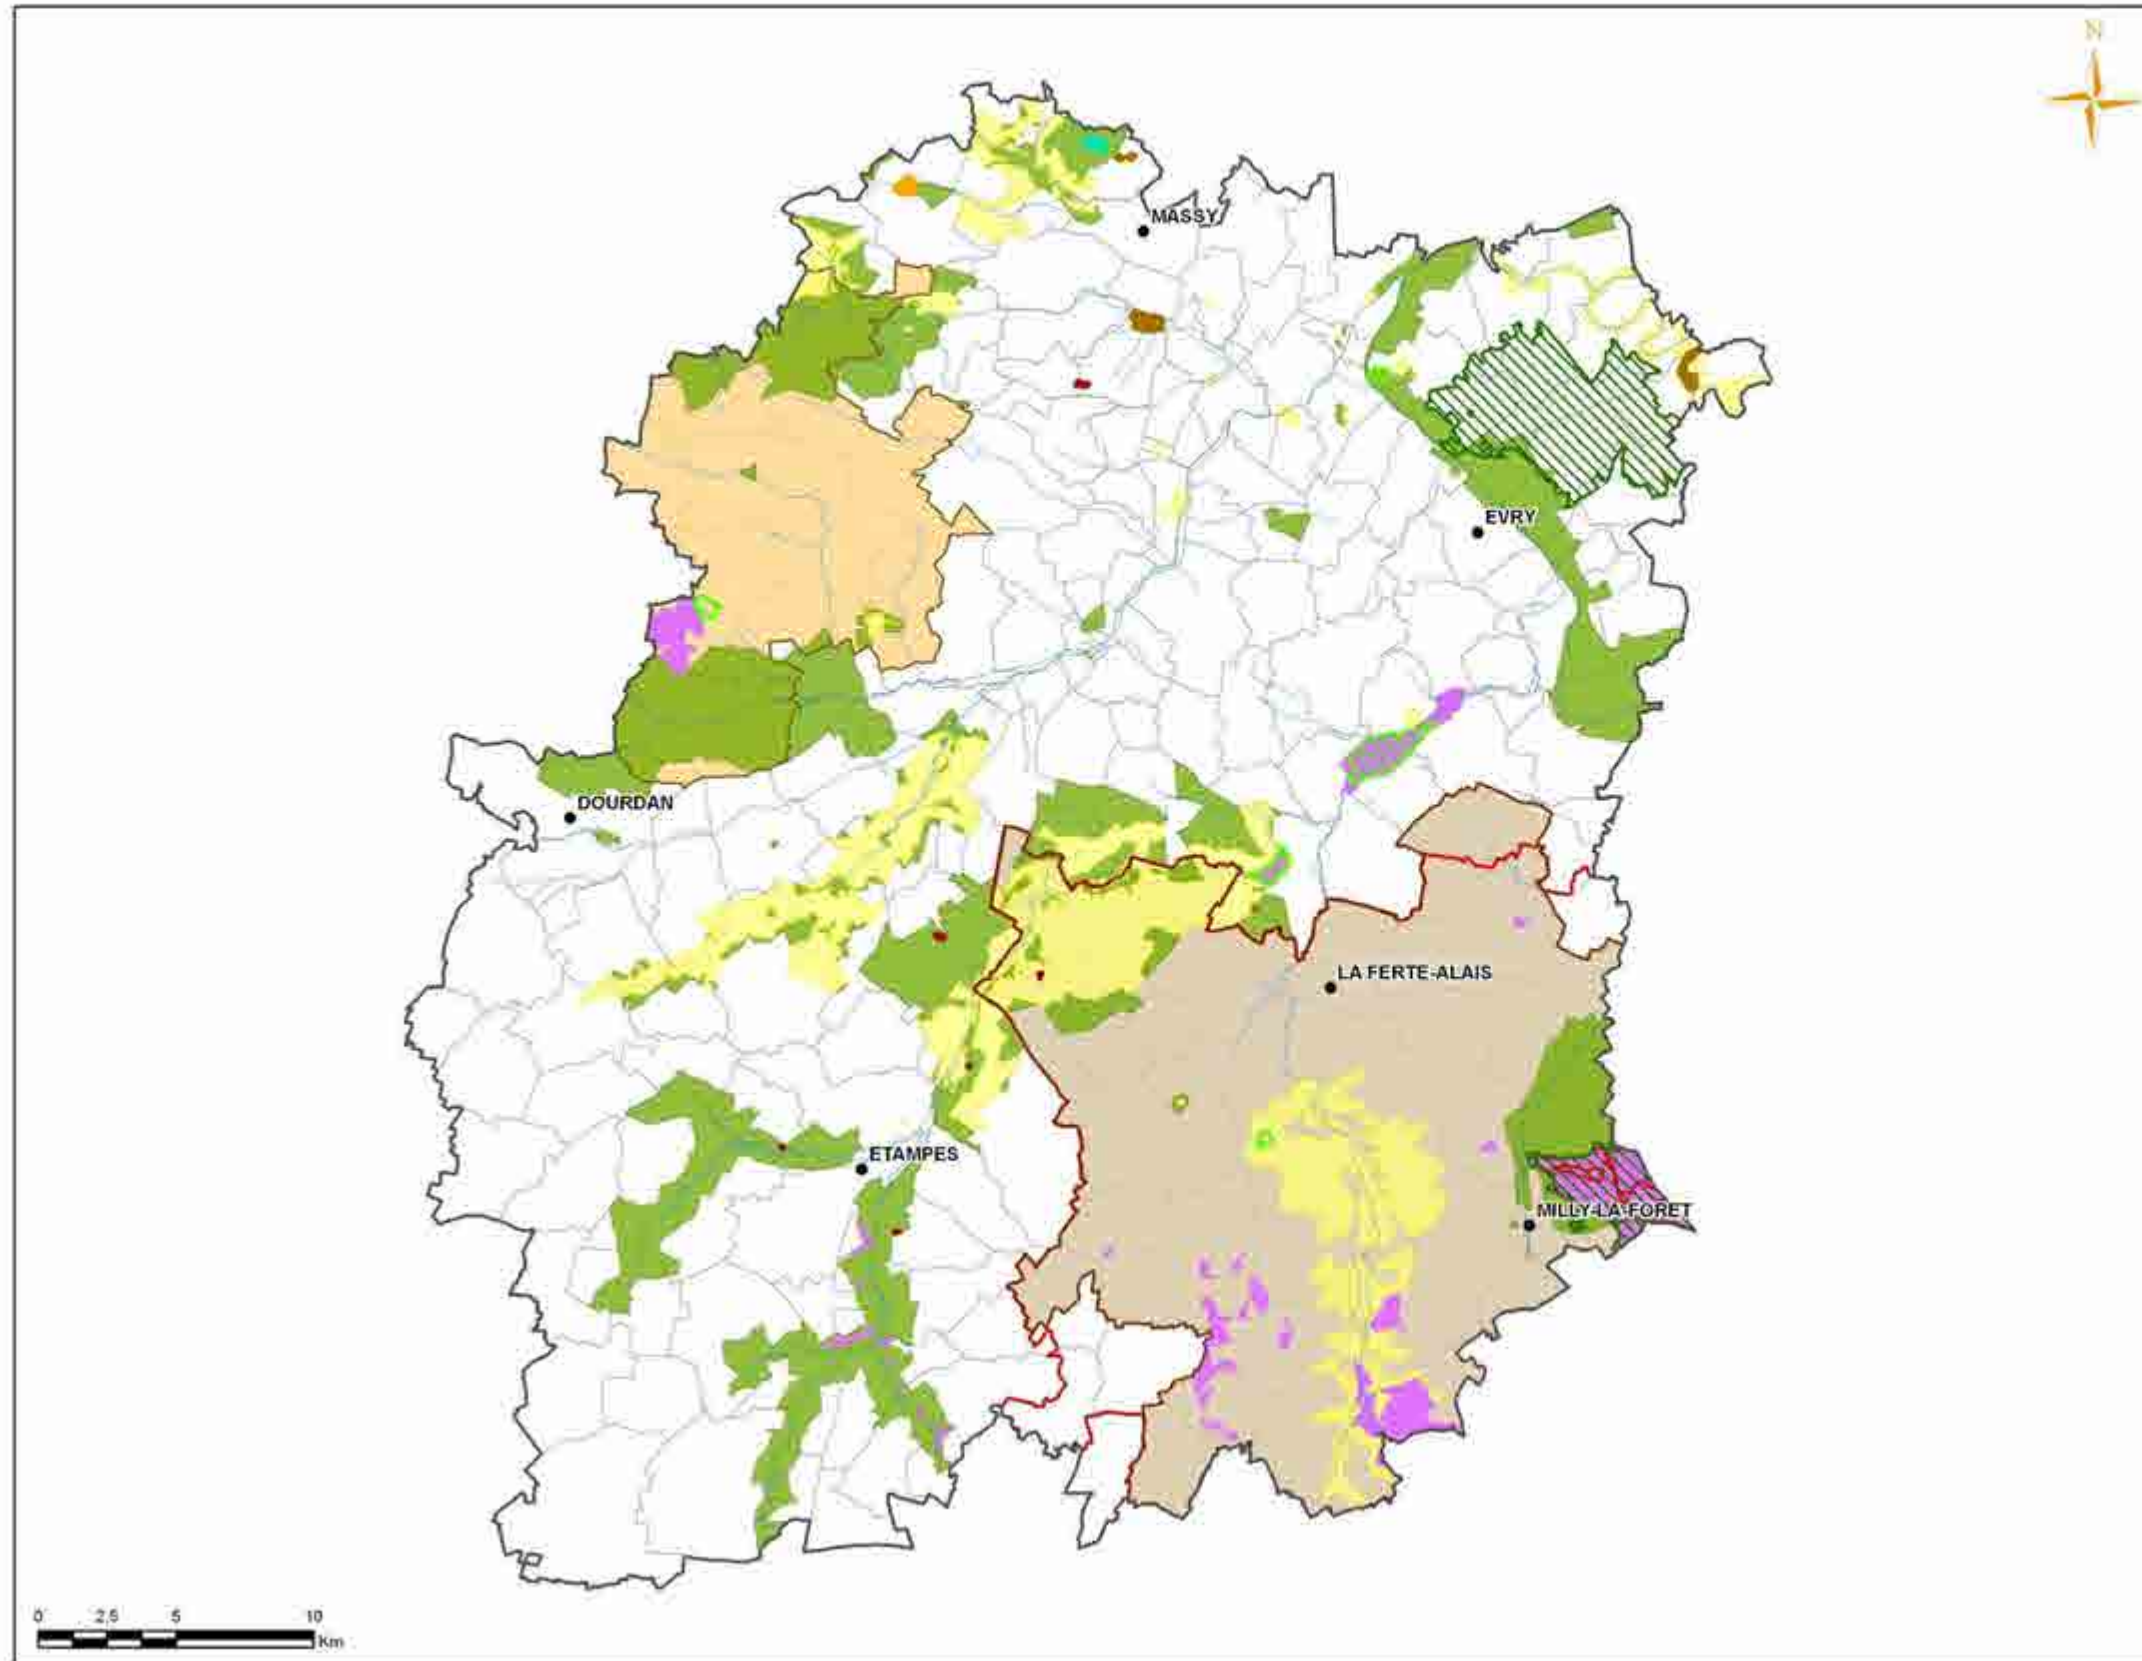 N
MASSY
EVRY
DOURDAN
LA FERTE-ALAIS
ETAMPES
MILLY-LA-FORET
0 2,5 5 10
Km